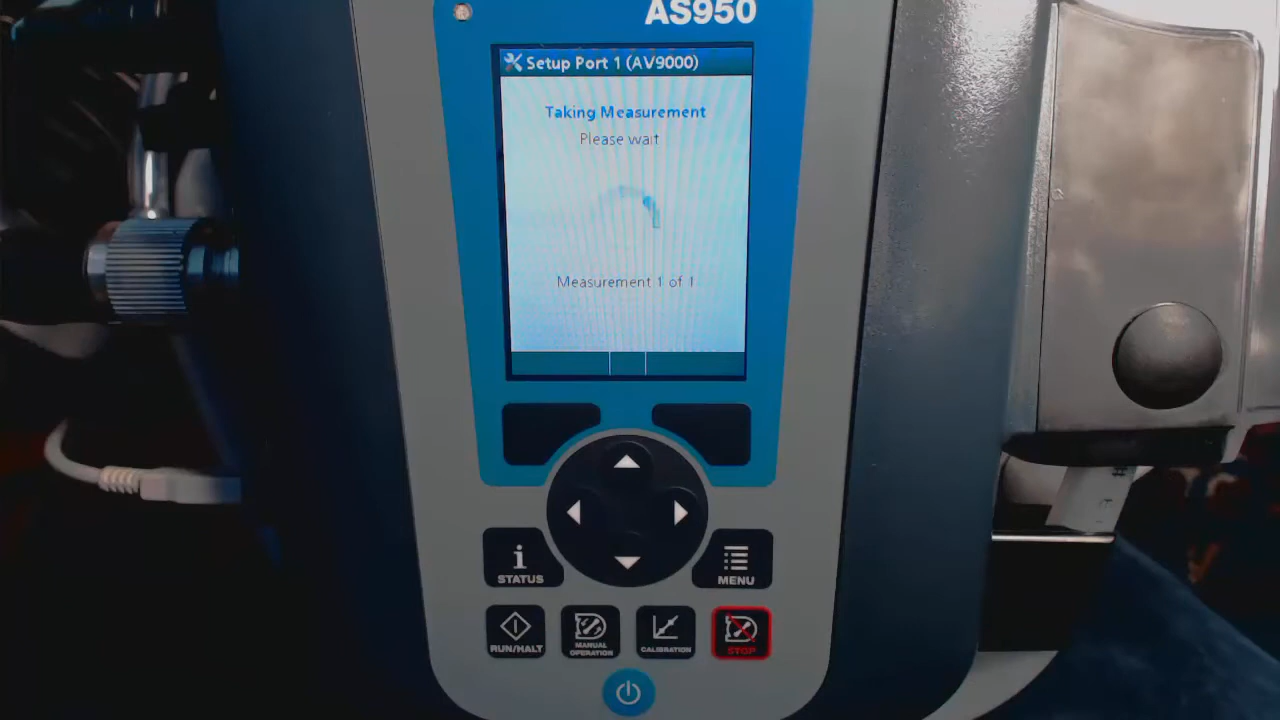 AS950
Setup Port 1 (AV9000)
Taking Measurement
Please wait
Measurement 1 of 1
STATUS
MENU
RUN/HALT
MANUAL
OPERATION
CALIBRATION
STOP